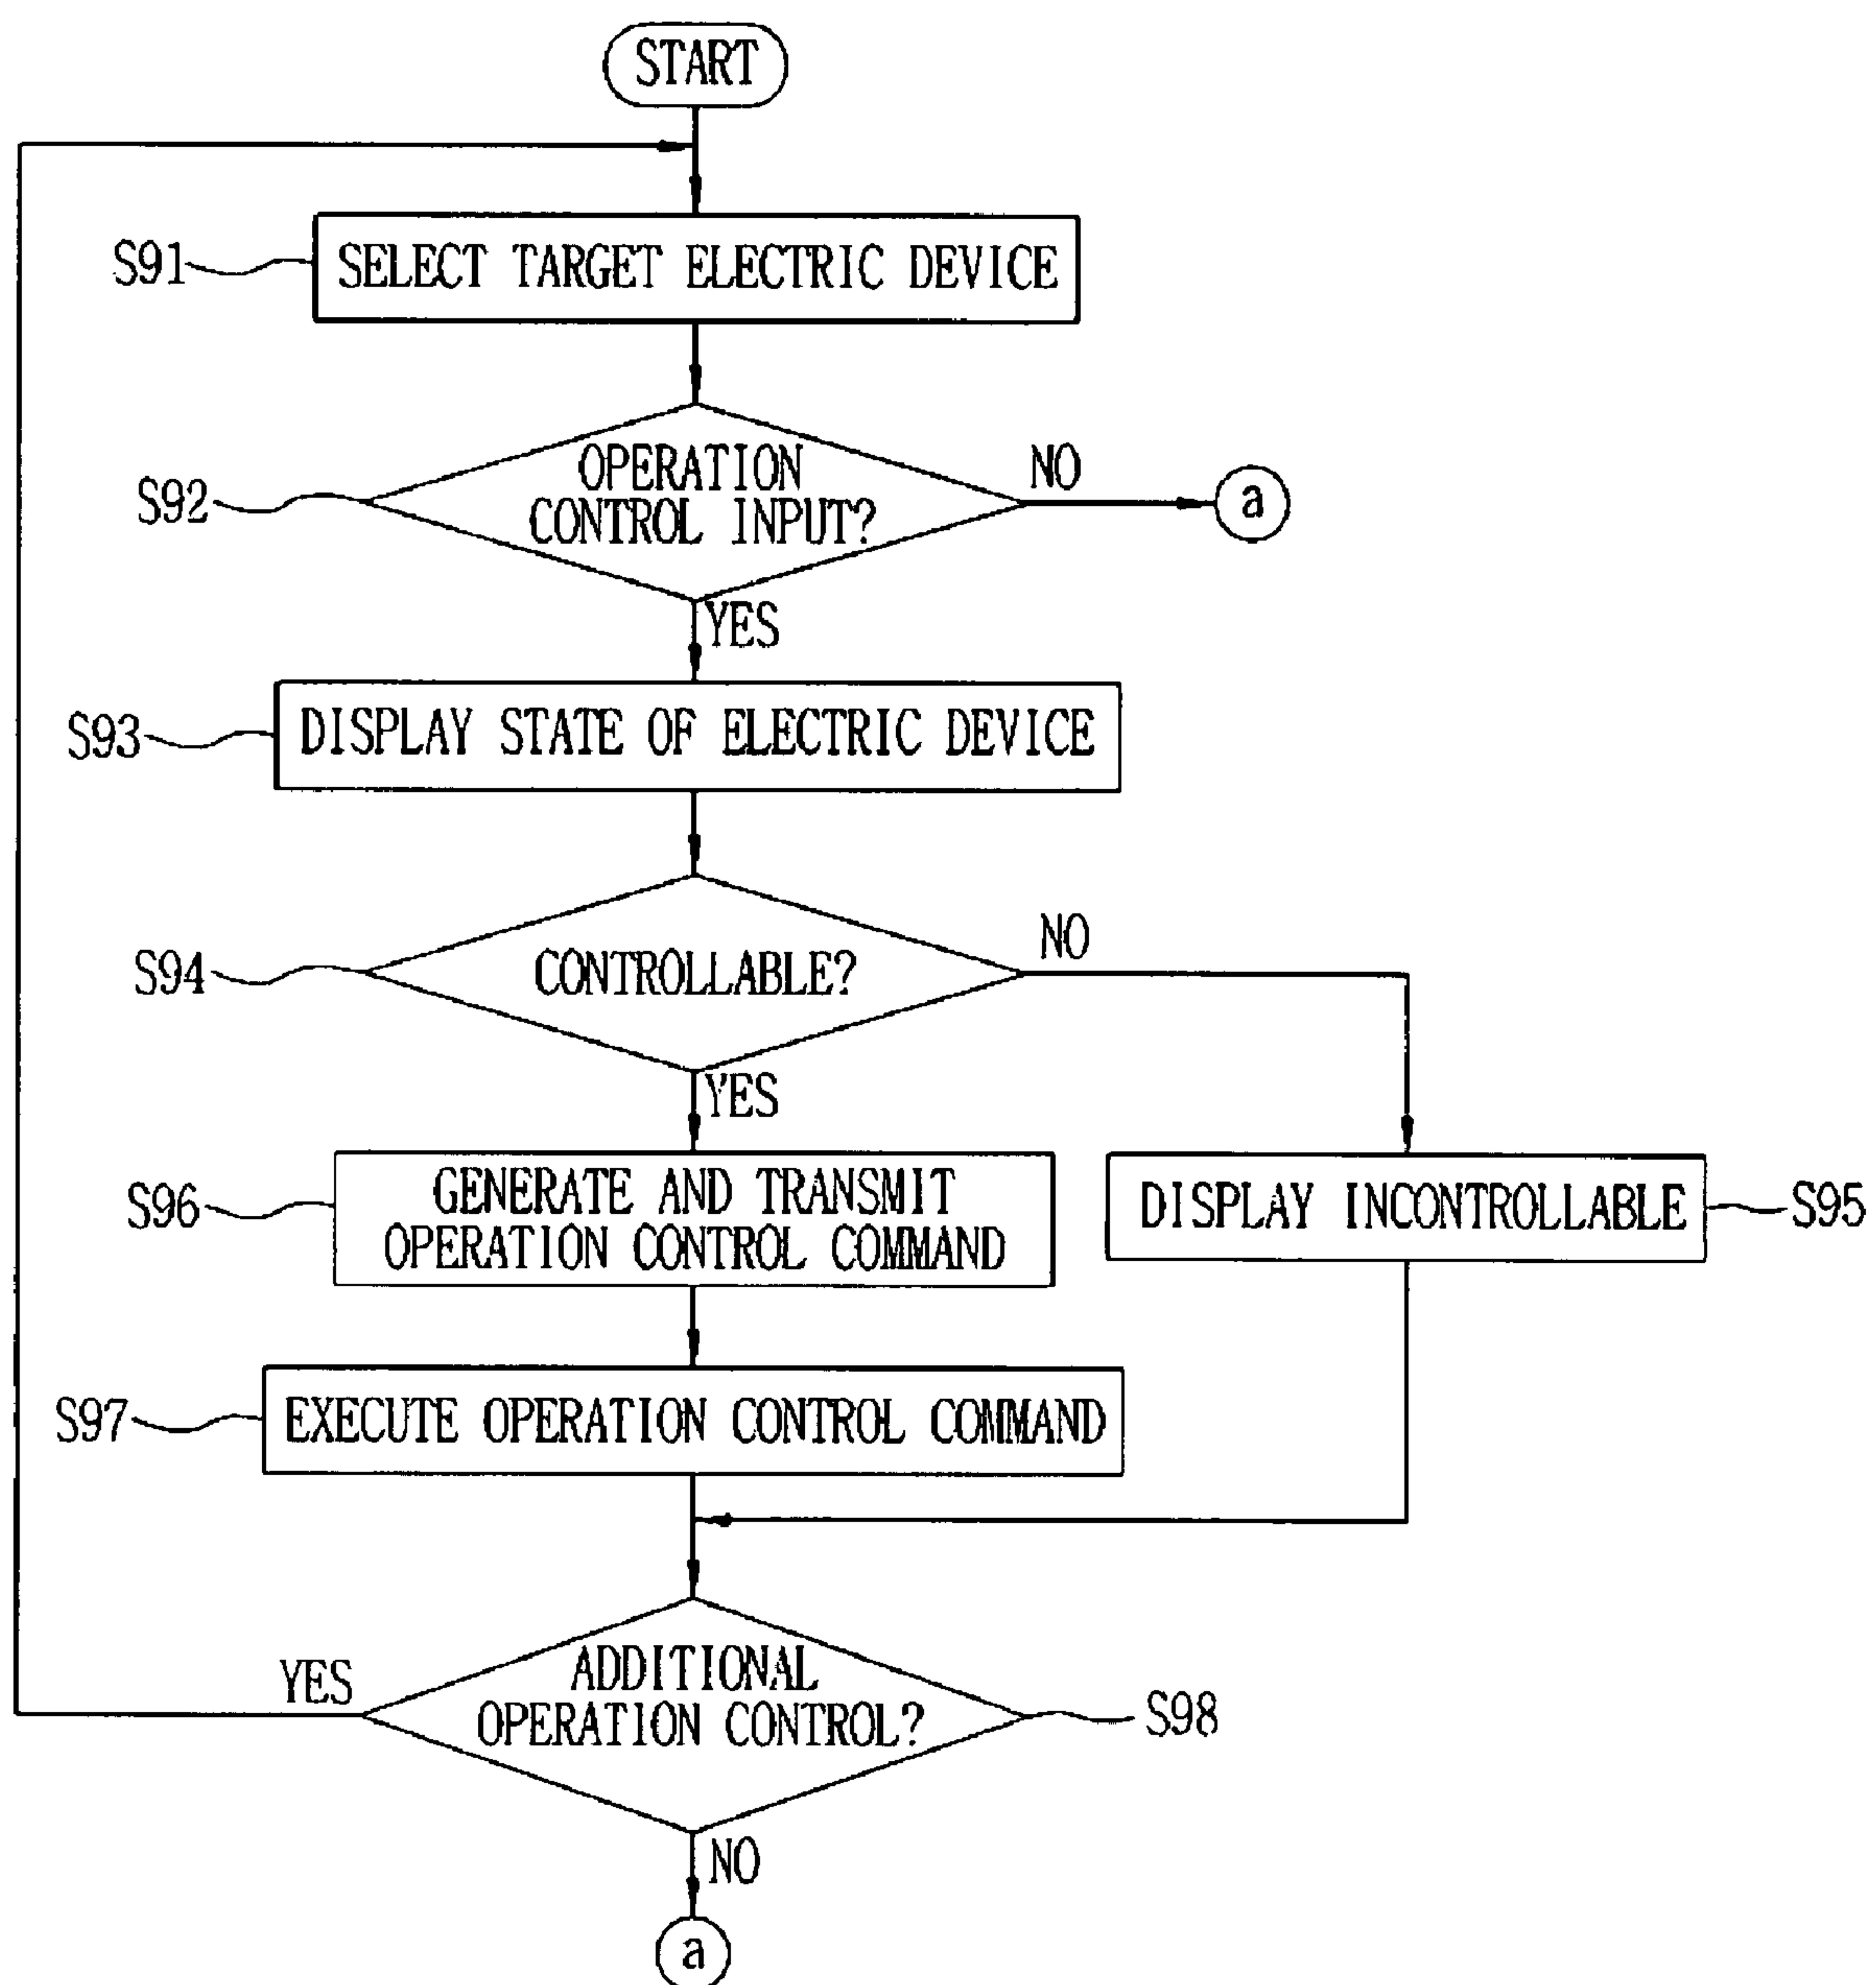 START
S91
SELECT TARGET ELECTRIC DEVICE
OPERATION
CONTROL INPUT?
S92
NO
a
YES
S93
DISPLAY STATE OF ELECTRIC DEVICE
S94
CONTROLLABLE?
NO
YES
S96
GENERATE AND TRANSMIT
OPERATION CONTROL COMMAND
DISPLAY INCONTROLLABLE
S95
S97
EXECUTE OPERATION CONTROL COMMAND
YES
ADDITIONAL
OPERATION CONTROL?
S98
NO
a